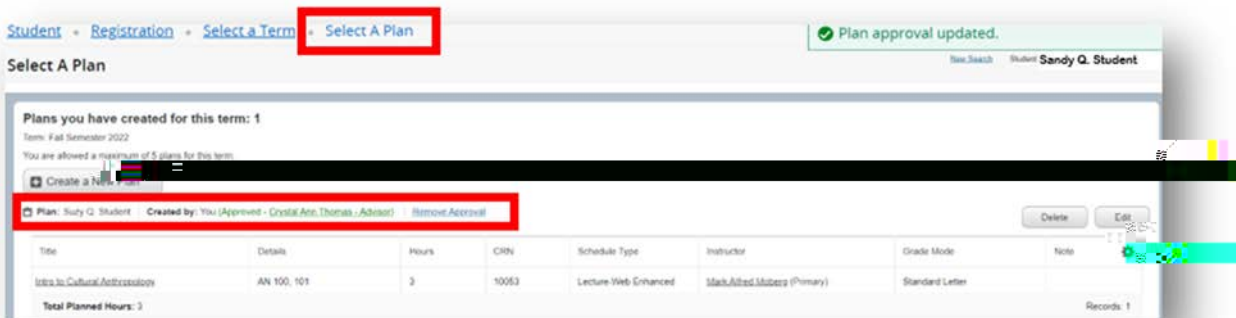 Student • Registration • Select a Term • Select A Plan
Plan approval updated.
Select A Plan
New Search Student Sandy Q. Student
Plans you have created for this term: 1
Term: Fall Semester 2022
You are allowed a maximum of 5 plans for this term.
Create a New Plan
Plan: Suzy Q. Student Created by: You (Approved - Crystal Ann Thomas - Advisor) Remove Approval
Delete Edit
Title Details Hours CRN Schedule Type Instructor Grade Mode Note
Intro to Cultural Anthropology AN 100, 101 3 10053 Lecture-Web Enhanced Mark Alfred Moberg (Primary) Standard Letter
Total Planned Hours: 3 Records: 1